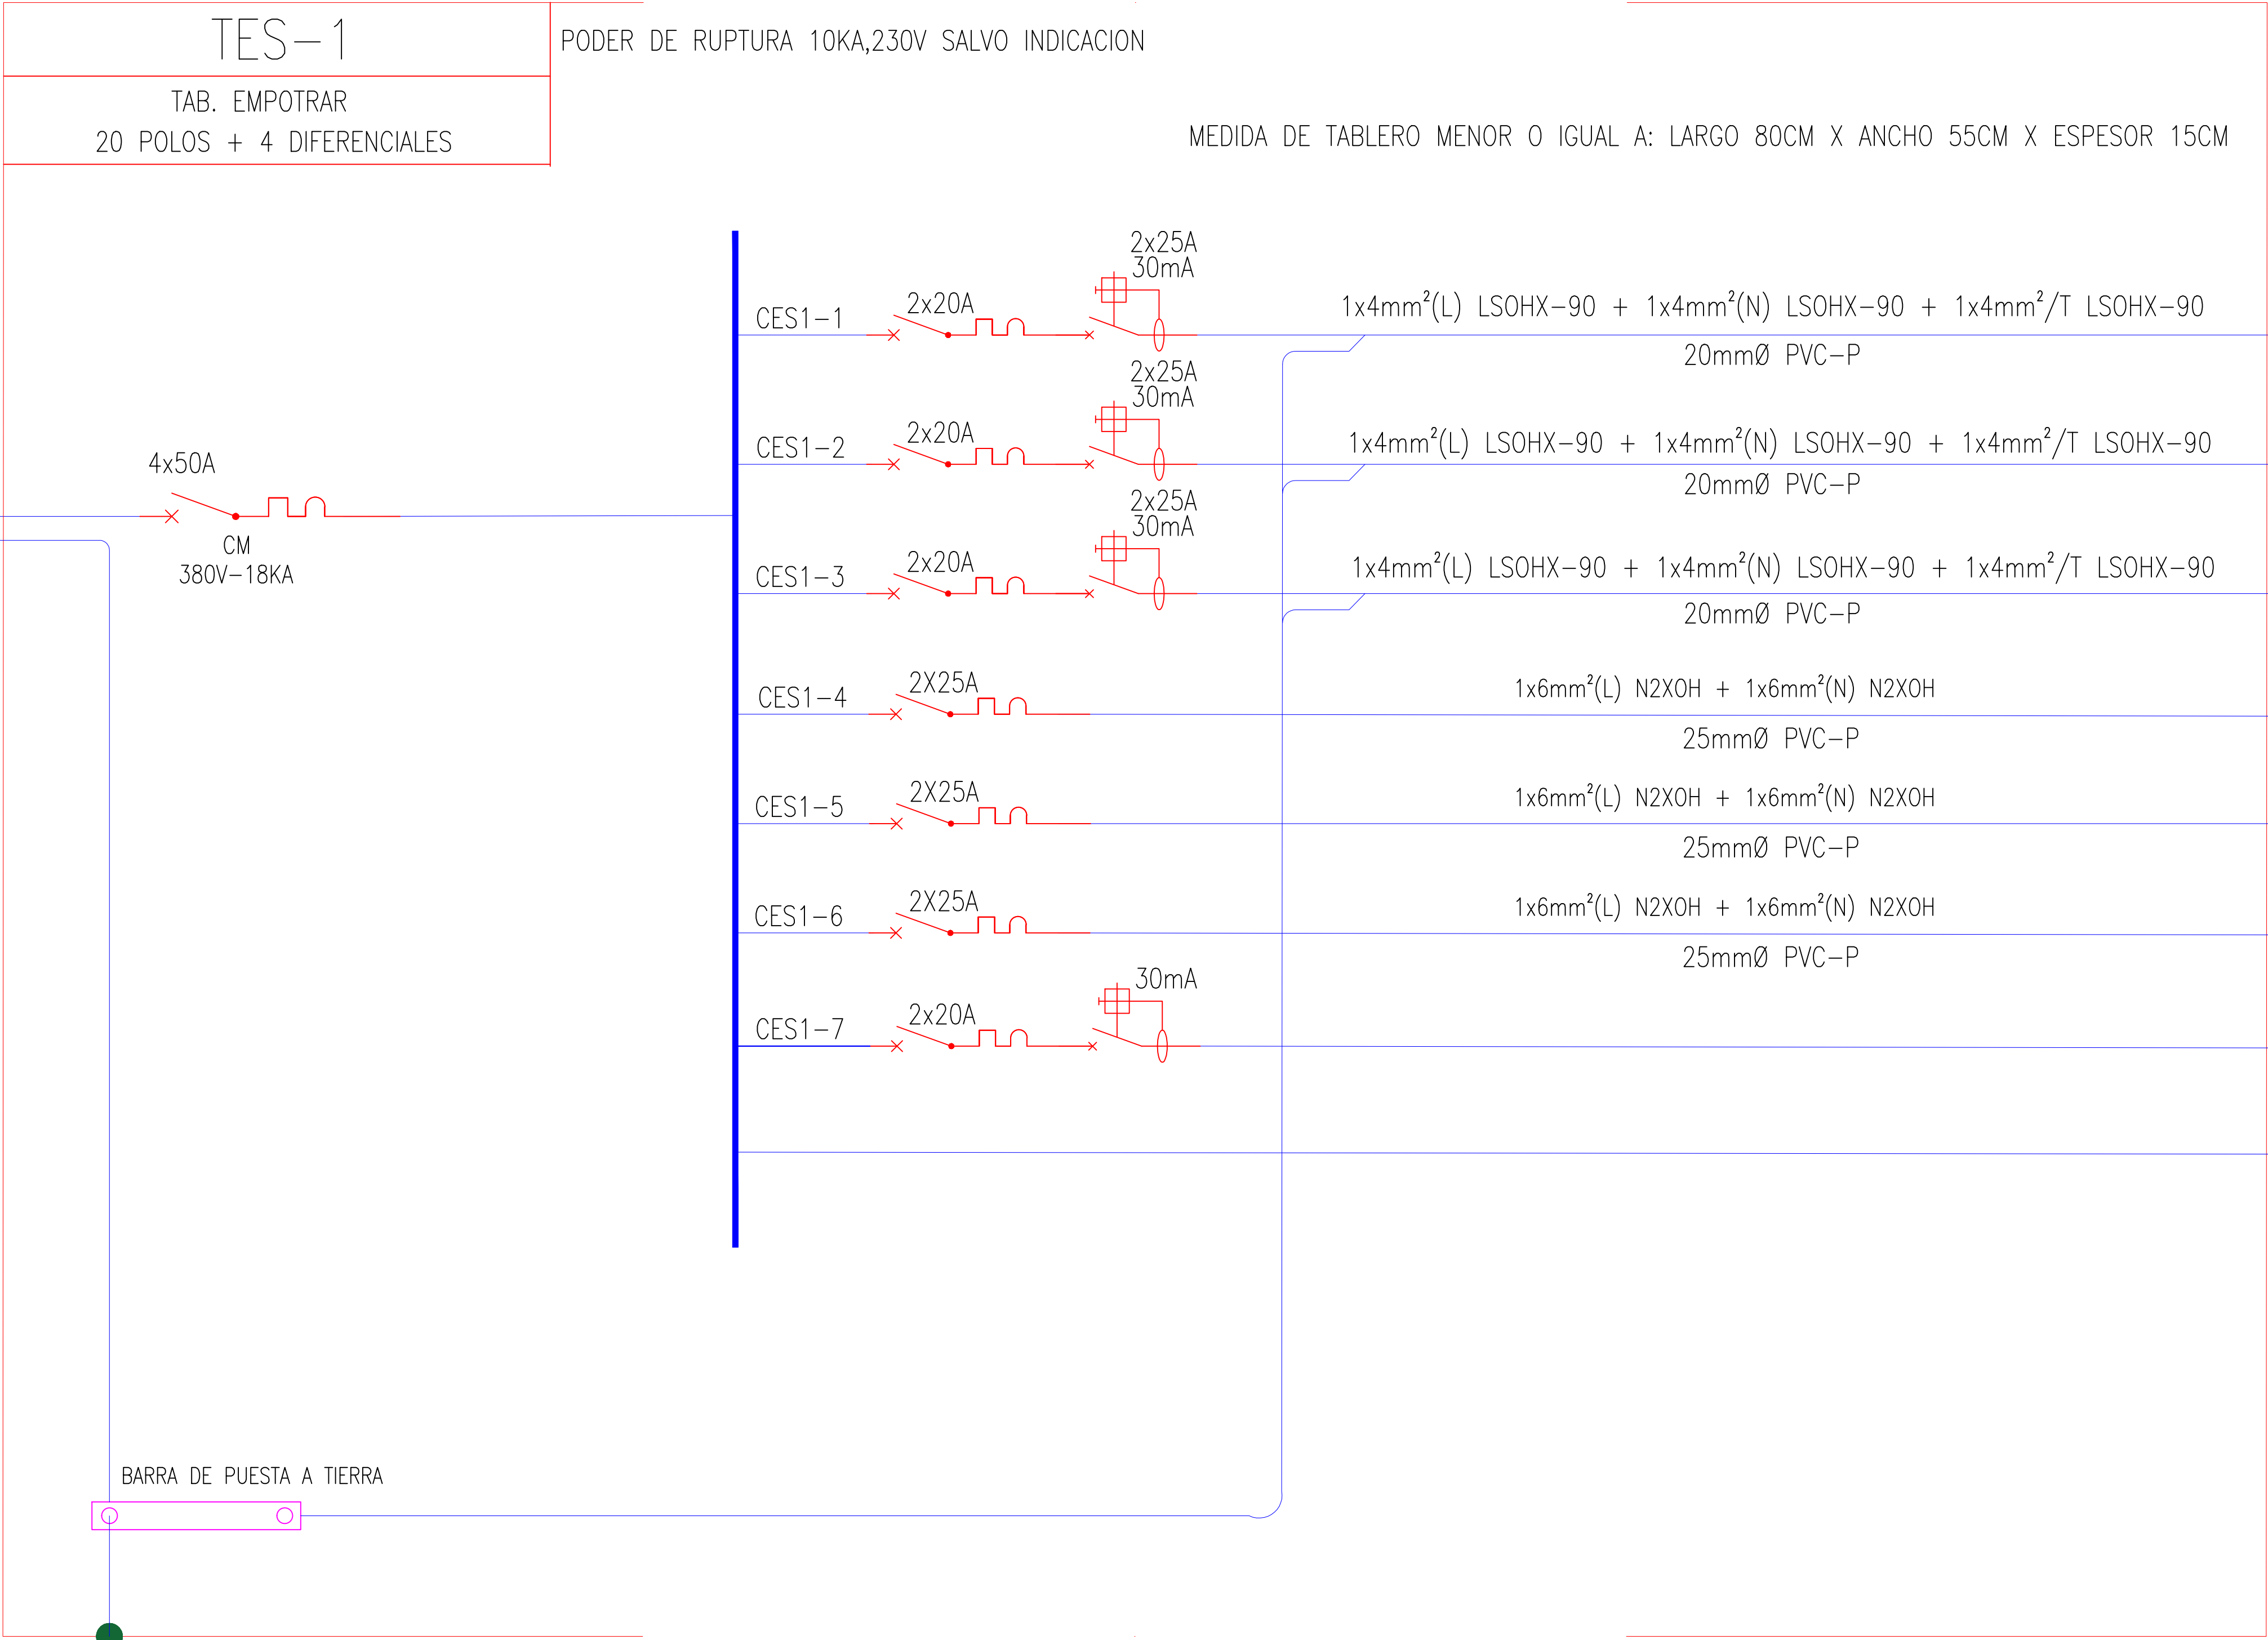 TES-1
PODER DE RUPTURA 10KA,230V SALVO INDICACION
TAB. EMPOTRAR
20 POLOS + 4 DIFERENCIALES
MEDIDA DE TABLERO MENOR O IGUAL A: LARGO 80CM X ANCHO 55CM X ESPESOR 15CM
4x50A
CM
380V-18KA
CES1-1
2x20A
2x25A
30mA
1x4mm²(L) LSOHX-90 + 1x4mm²(N) LSOHX-90 + 1x4mm²/T LSOHX-90
20mmØ PVC-P
CES1-2
2x20A
2x25A
30mA
1x4mm²(L) LSOHX-90 + 1x4mm²(N) LSOHX-90 + 1x4mm²/T LSOHX-90
20mmØ PVC-P
CES1-3
2x20A
2x25A
30mA
1x4mm²(L) LSOHX-90 + 1x4mm²(N) LSOHX-90 + 1x4mm²/T LSOHX-90
20mmØ PVC-P
CES1-4
2X25A
1x6mm²(L) N2XOH + 1x6mm²(N) N2XOH
25mmØ PVC-P
CES1-5
2X25A
1x6mm²(L) N2XOH + 1x6mm²(N) N2XOH
25mmØ PVC-P
CES1-6
2X25A
1x6mm²(L) N2XOH + 1x6mm²(N) N2XOH
25mmØ PVC-P
CES1-7
2x20A
30mA
BARRA DE PUESTA A TIERRA